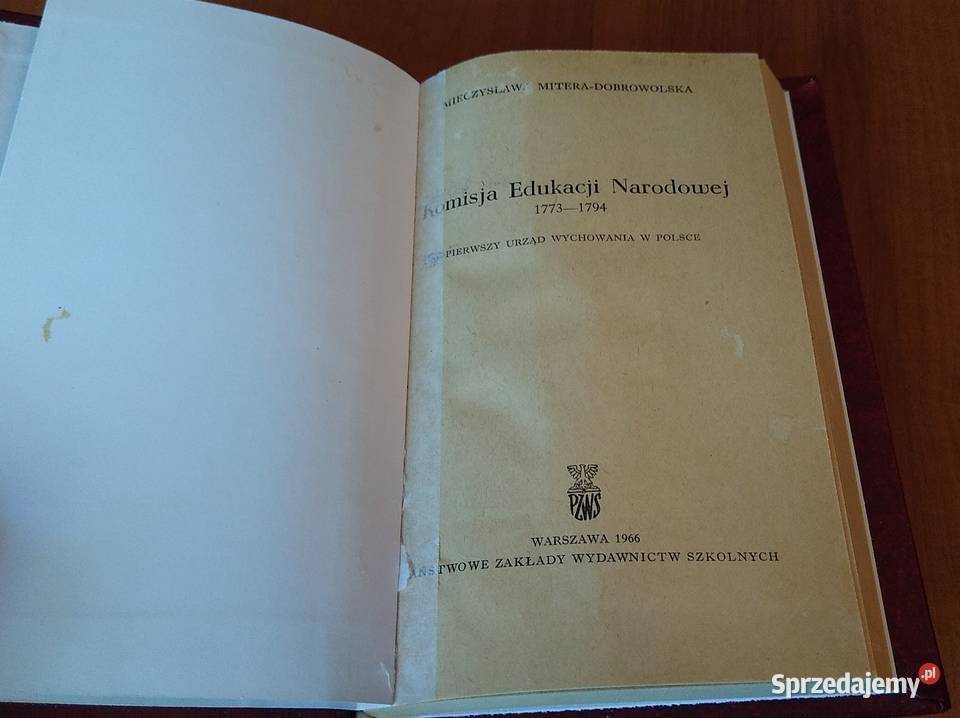 MIECZYSŁAWA MITERA-DOBROWOLSKA
Komisja Edukacji Narodowej
1773—1794
PIERWSZY URZĄD WYCHOWANIA W POLSCE
PZWS
WARSZAWA 1966
PAŃSTWOWE ZAKŁADY WYDAWNICTW SZKOLNYCH
Sprzedajemy.pl